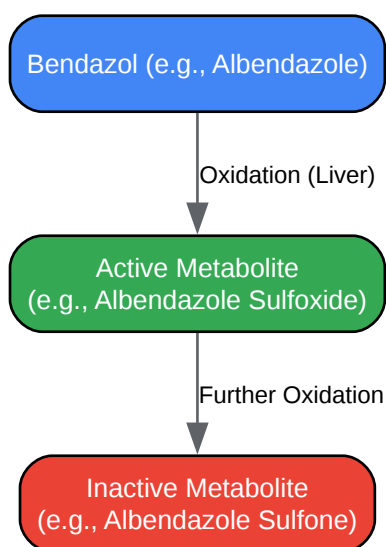 Bendazol (e.g., Albendazole)
Oxidation (Liver)
Active Metabolite
(e.g., Albendazole Sulfoxide)
Further Oxidation
Inactive Metabolite
(e.g., Albendazole Sulfone)